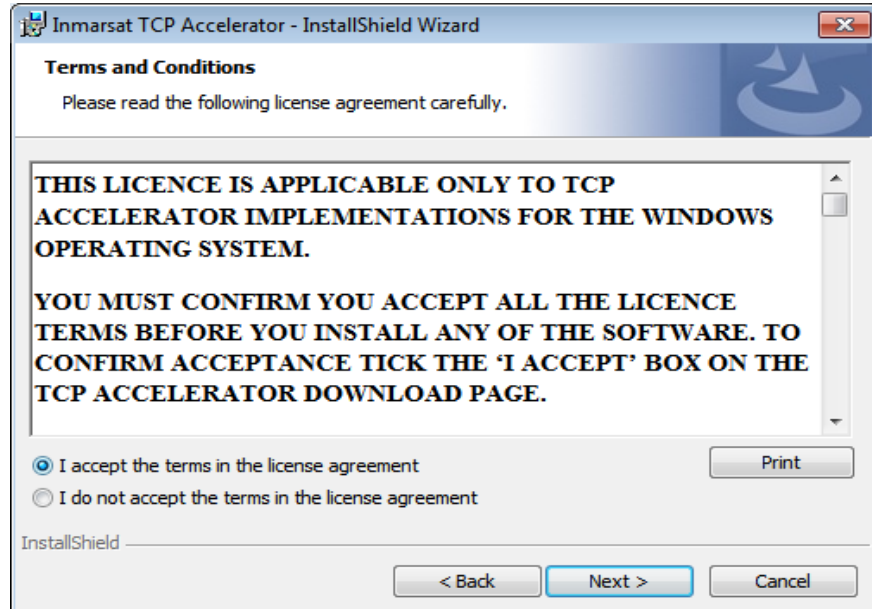 Inmarsat TCP Accelerator - InstallShield Wizard
Terms and Conditions
Please read the following license agreement carefully.
THIS LICENCE IS APPLICABLE ONLY TO TCP
ACCELERATOR IMPLEMENTATIONS FOR THE WINDOWS
OPERATING SYSTEM.
YOU MUST CONFIRM YOU ACCEPT ALL THE LICENCE
TERMS BEFORE YOU INSTALL ANY OF THE SOFTWARE. TO
CONFIRM ACCEPTANCE TICK THE ‘I ACCEPT’ BOX ON THE
TCP ACCELERATOR DOWNLOAD PAGE.
I accept the terms in the license agreement
Print
I do not accept the terms in the license agreement
InstallShield
< Back
Next >
Cancel